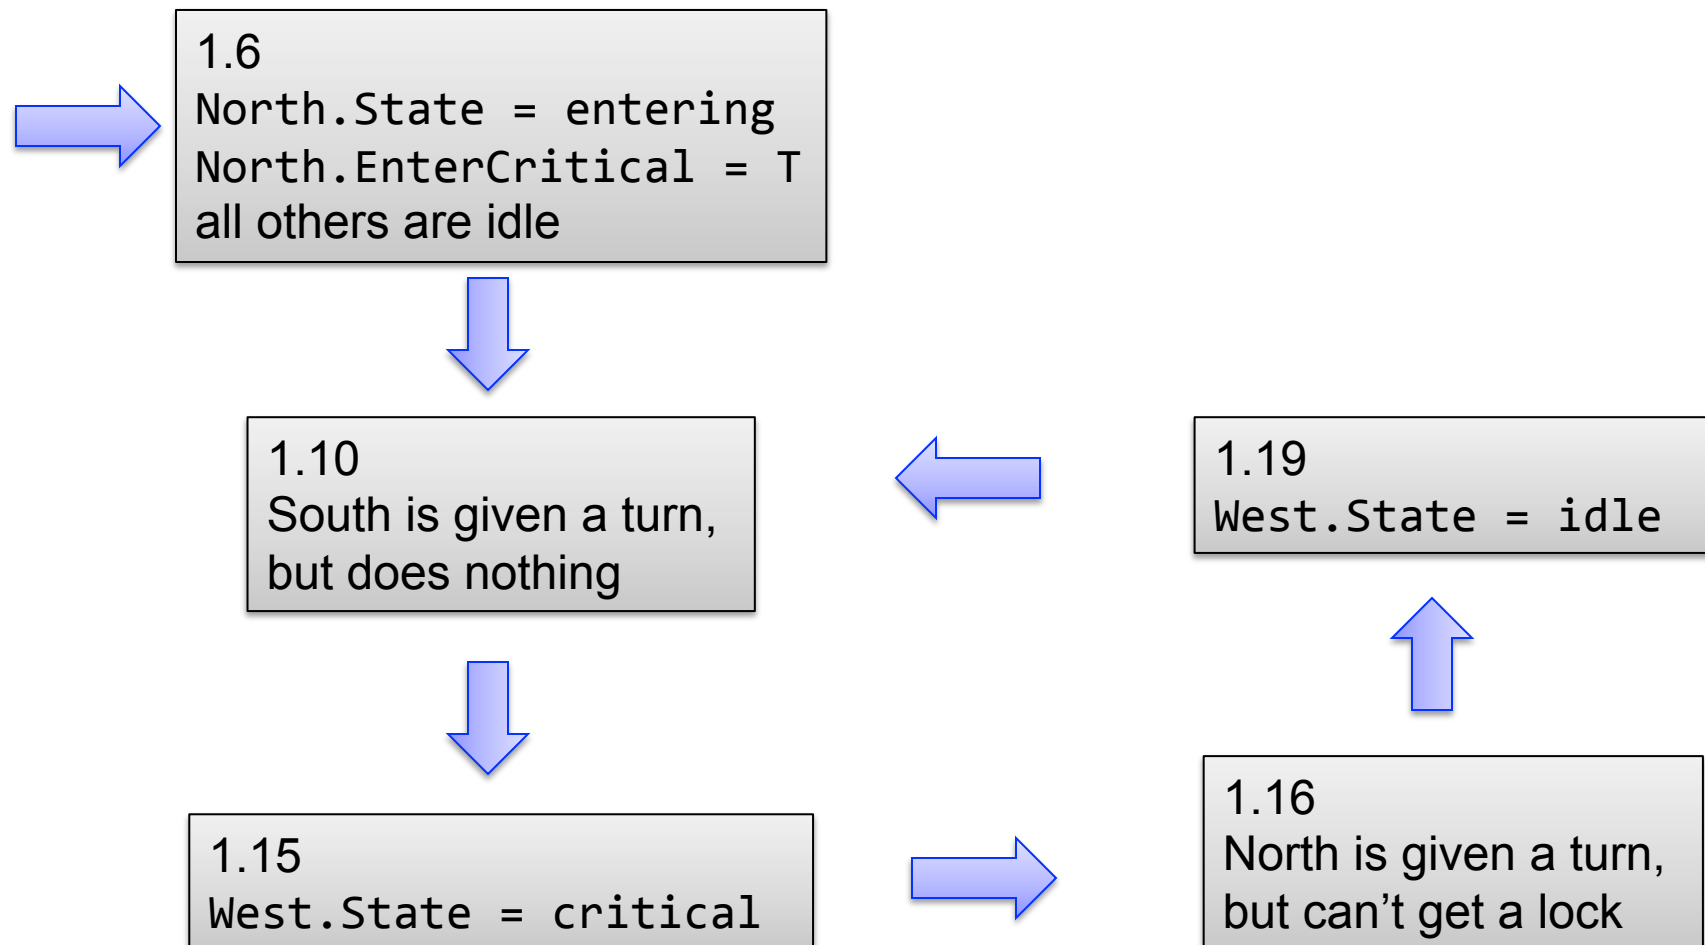 1.6
North.State = entering
North.EnterCritical = T
all others are idle
1.10
South is given a turn,
but does nothing
1.19
West.State = idle
1.15
West.State = critical
1.16
North is given a turn,
but can’t get a lock